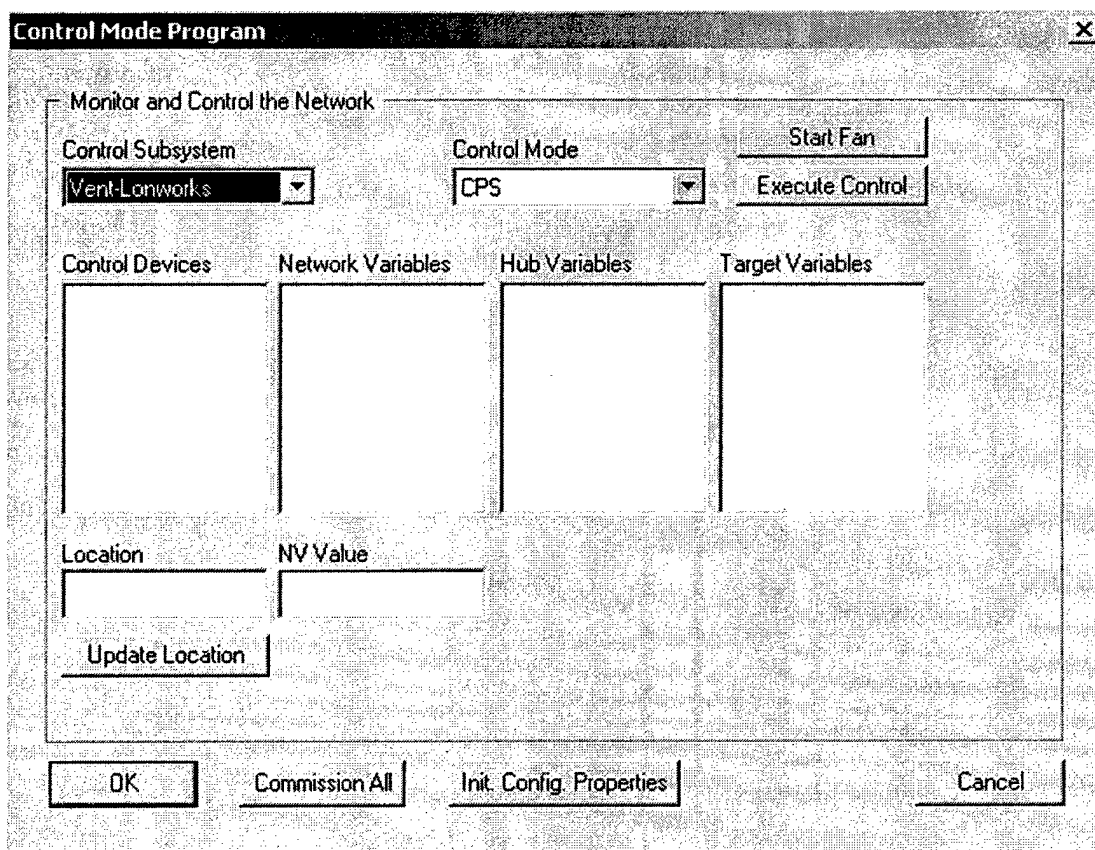 Control Mode Program
Monitor and Control the Network
Start Fan
Control Subsystem
Control Mode
Vent-Lonworks
CPS
Execute Control
Control Devices
Network Variables
Hub Variables
Target Variables
Location
NV Value
Update Location
OK
Commission All
Init. Config. Properties
Cancel